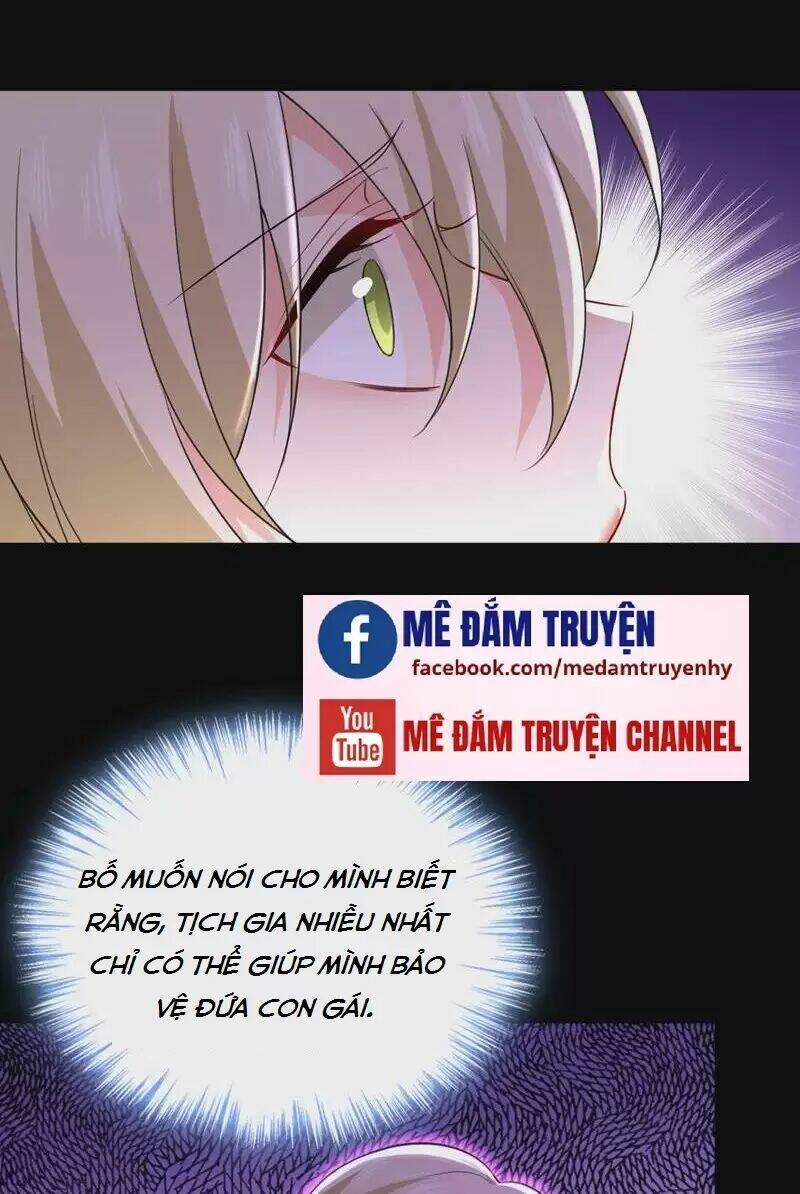 MÊ ĐẮM TRUYỆN
facebook.com/medamtruyenhy
You
Tube
MÊ ĐẮM TRUYỆN CHANNEL
BỐ MUỐN NÓI CHO MÌNH BIẾT
RẰNG, TỊCH GIA NHIỀU NHẤT
CHỈ CÓ THỂ GIÚP MÌNH BẢO
VỆ ĐỨA CON GÁI.